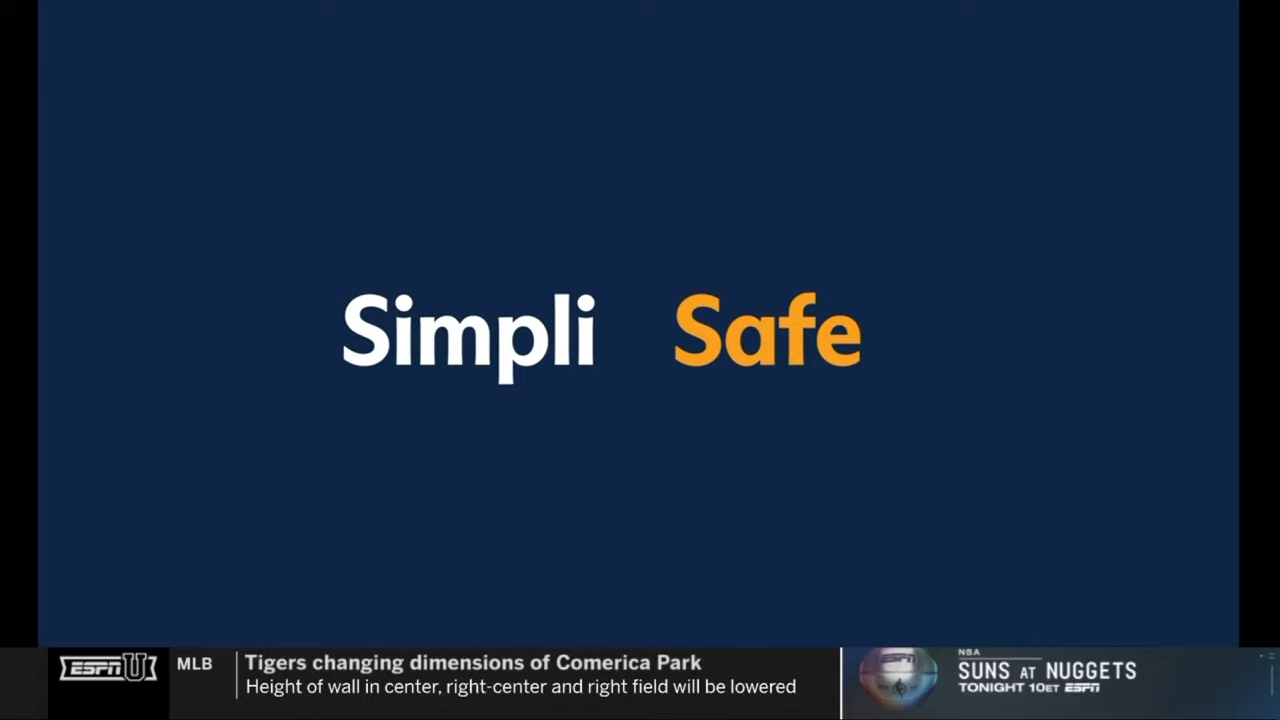 Simpli Safe
ESPNU
MLB
Tigers changing dimensions of Comerica Park
Height of wall in center, right-center and right field will be lowered
ESPN
NBA
SUNS AT NUGGETS
TONIGHT 10ET ESPN